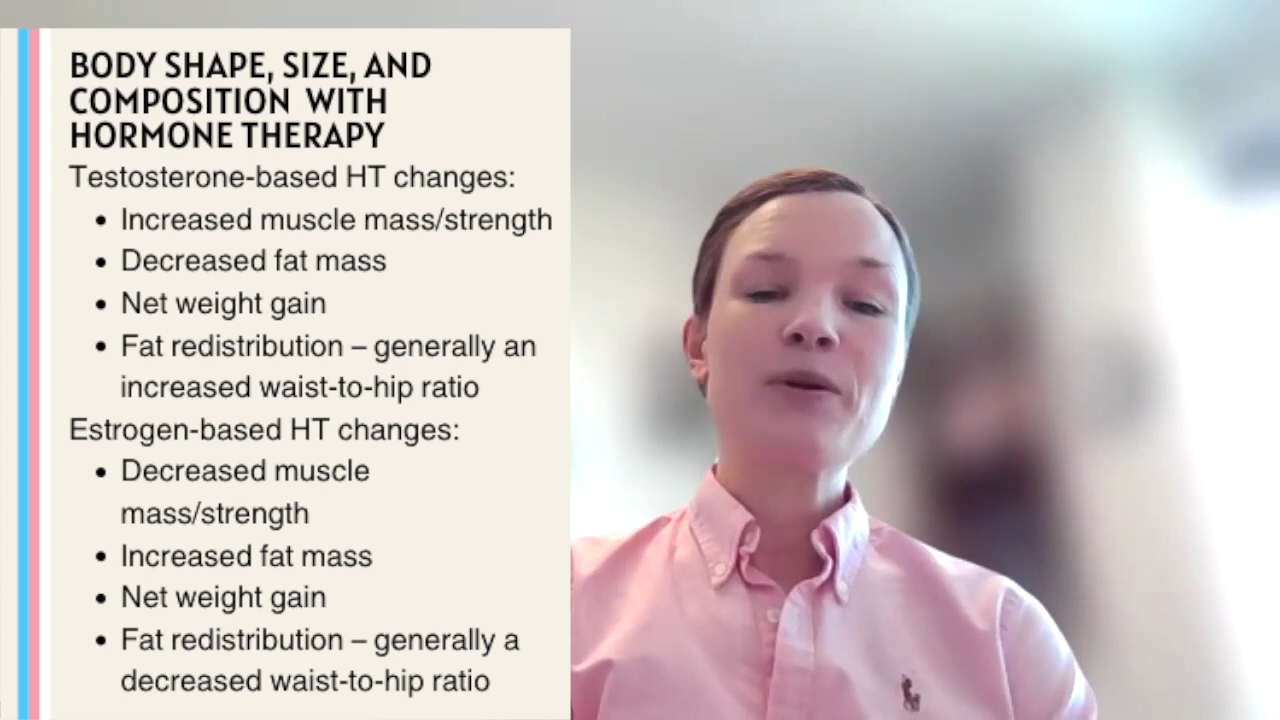 BODY SHAPE, SIZE, AND
COMPOSITION WITH
HORMONE THERAPY
Testosterone-based HT changes:
• Increased muscle mass/strength
• Decreased fat mass
• Net weight gain
• Fat redistribution – generally an
increased waist-to-hip ratio
Estrogen-based HT changes:
• Decreased muscle
mass/strength
• Increased fat mass
• Net weight gain
• Fat redistribution – generally a
decreased waist-to-hip ratio